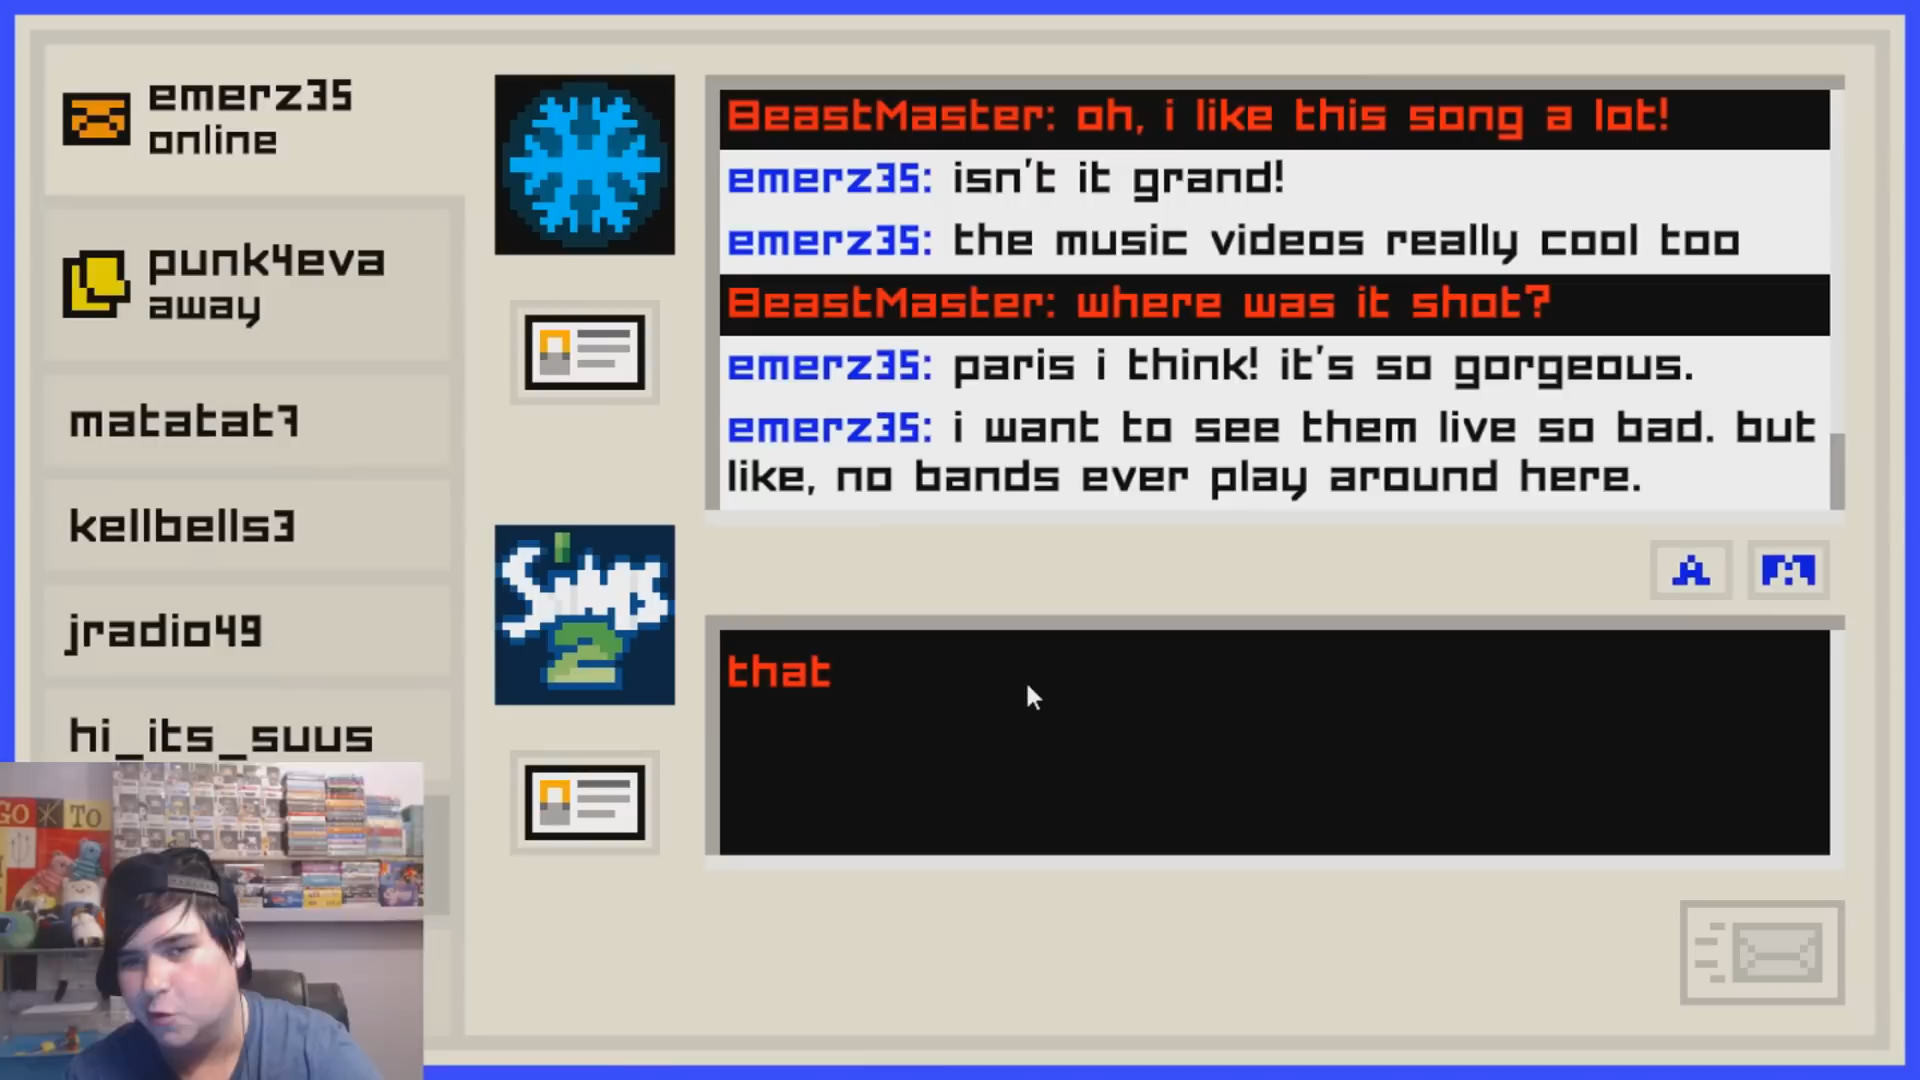 emerz35
online
punk4eva
away
matatat7
kellbells3
jradio49
hi_its_suus
BeastMaster: oh, i like this song a lot!
emerz35: isn't it grand!
emerz35: the music videos really cool too
BeastMaster: where was it shot?
emerz35: paris i think! it's so gorgeous.
emerz35: i want to see them live so bad. but
like, no bands ever play around here.
A
Sims
2
that
GO TO